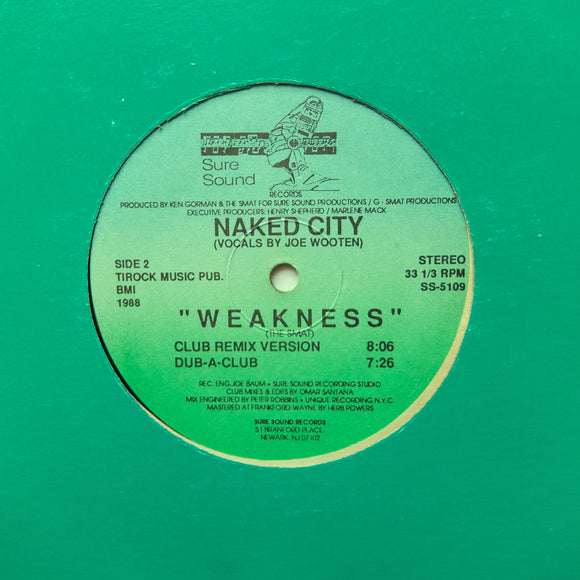 Sure
Sound
RECORDS
PRODUCED BY KEN GORMAN & THE SMAT FOR SURE SOUND PRODUCTIONS / G - SMAT PRODUCTIONS
EXECUTIVE PRODUCERS: HENRY SHEPHERD / MARLENE MACK
NAKED CITY
(VOCALS BY JOE WOOTEN)
SIDE 2
TIROCK MUSIC PUB.
BMI
1988
STEREO
33 1/3 RPM
SS-5109
"WEAKNESS"
(THE SMAT)
CLUB REMIX VERSION 8:06
DUB-A-CLUB 7:26
REC. ENG. JOE BAUM + SURE SOUND RECORDING STUDIO
CLUB MIXES & EDITS BY OMAR SANTANA
MIX ENGINEERED BY PETER ROBBINS + UNIQUE RECORDING N.Y.C.
MASTERED AT FRANKFORD-WAYNE BY HERB POWERS
SURE SOUND RECORDS
51 BRANFORD PLACE,
NEWARK, NJ 07102